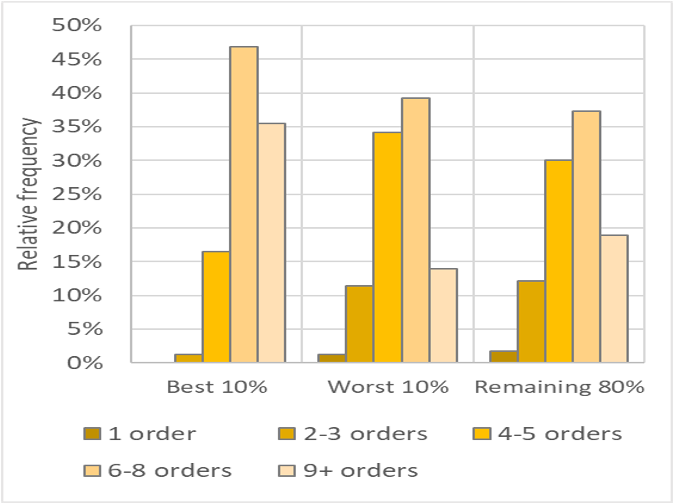 50%
45%
40%
35%
30%
25%
20%
15%
10%
5%
0%
Relative frequency
Best 10% Worst 10% Remaining 80%
1 order 2-3 orders 4-5 orders
6-8 orders 9+ orders